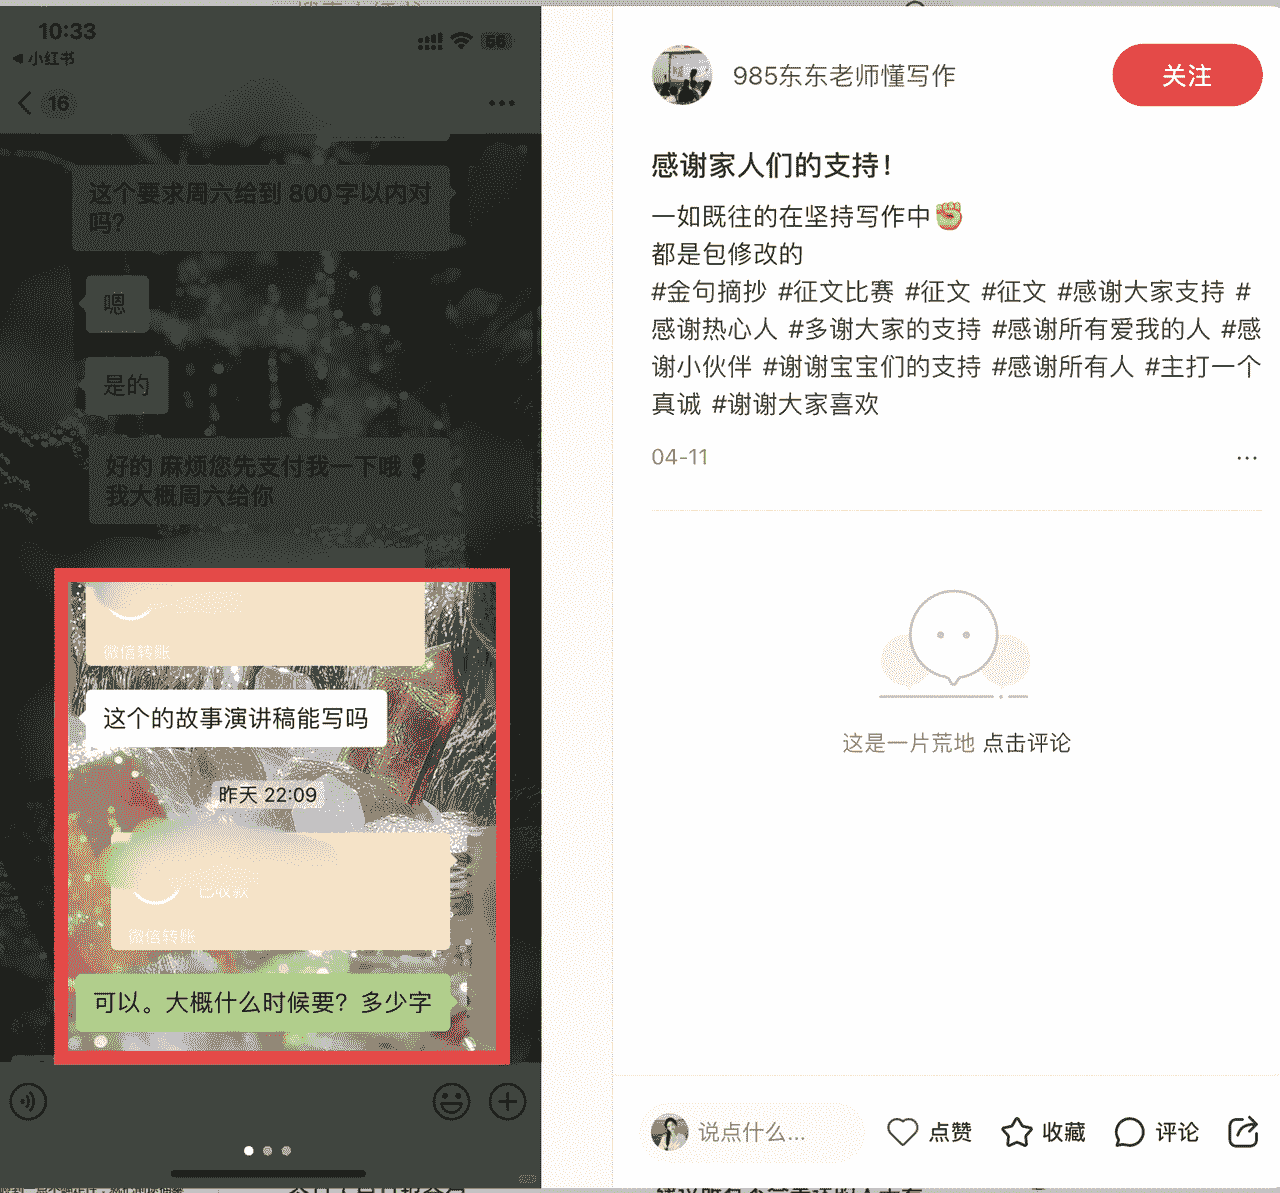 10:33
56
小红书
16
这个要求周六给到 800字以内对
吗?
嗯
是的
好的 麻烦您先支付我一下哦
我大概周六给你
微信转账
这个的故事演讲稿能写吗
昨天 22:09
已收款
微信转账
可以。大概什么时候要? 多少字
985东东老师懂写作
关注
感谢家人们的支持!
一如既往的在坚持写作中✊
都是包修改的
#金句摘抄 #征文比赛 #征文 #征文 #感谢大家支持 #
感谢热心人 #多谢大家的支持 #感谢所有爱我的人 #感
谢小伙伴 #谢谢宝宝们的支持 #感谢所有人 #主打一个
真诚 #谢谢大家喜欢
04-11
这是一片荒地 点击评论
说点什么...
点赞
收藏
评论